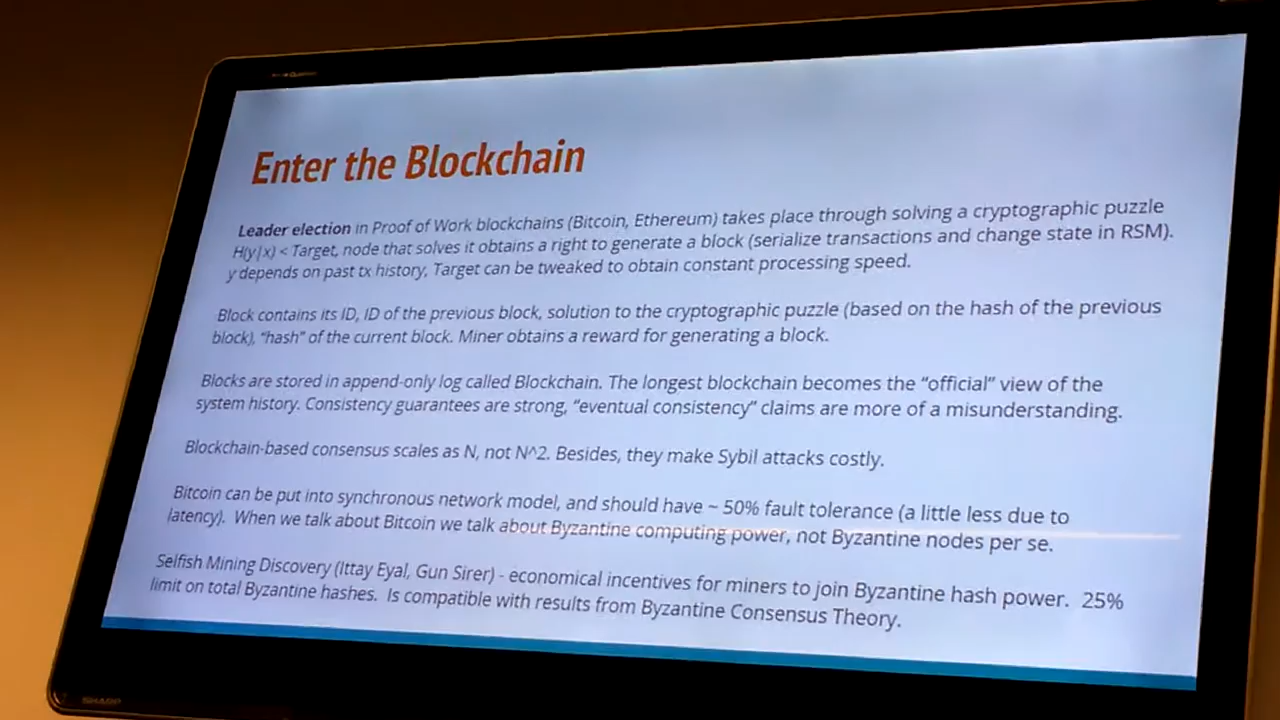 Enter the Blockchain
Leader election in Proof of Work blockchains (Bitcoin, Ethereum) takes place through solving a cryptographic puzzle
H(y|x) < Target, node that solves it obtains a right to generate a block (serialize transactions and change state in RSM).
y depends on past tx history, Target can be tweaked to obtain constant processing speed.
Block contains its ID, ID of the previous block, solution to the cryptographic puzzle (based on the hash of the previous
block), “hash” of the current block. Miner obtains a reward for generating a block.
Blocks are stored in append-only log called Blockchain. The longest blockchain becomes the “official” view of the
system history. Consistency guarantees are strong, “eventual consistency” claims are more of a misunderstanding.
Blockchain-based consensus scales as N, not N^2. Besides, they make Sybil attacks costly.
Bitcoin can be put into synchronous network model, and should have ~ 50% fault tolerance (a little less due to
latency). When we talk about Bitcoin we talk about Byzantine computing power, not Byzantine nodes per se.
Selfish Mining Discovery (Ittay Eyal, Gun Sirer) - economical incentives for miners to join Byzantine hash power. 25%
limit on total Byzantine hashes. Is compatible with results from Byzantine Consensus Theory.
SHARP